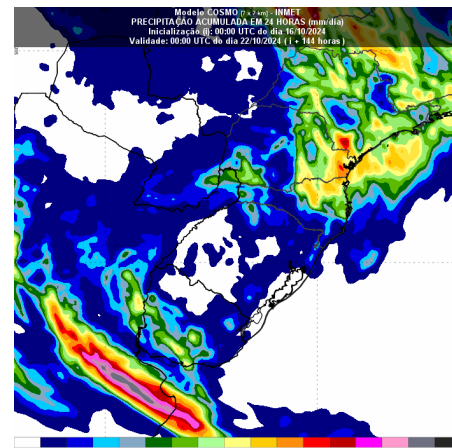 Modelo COSMO (7 x 7 km) - INMET
PRECIPITAÇÃO ACUMULADA EM 24 HORAS (mm/dia)
Inicialização (i): 00:00 UTC do dia 16/10/2024
Validade: 00:00 UTC do dia 22/10/2024 ( i + 144 horas )